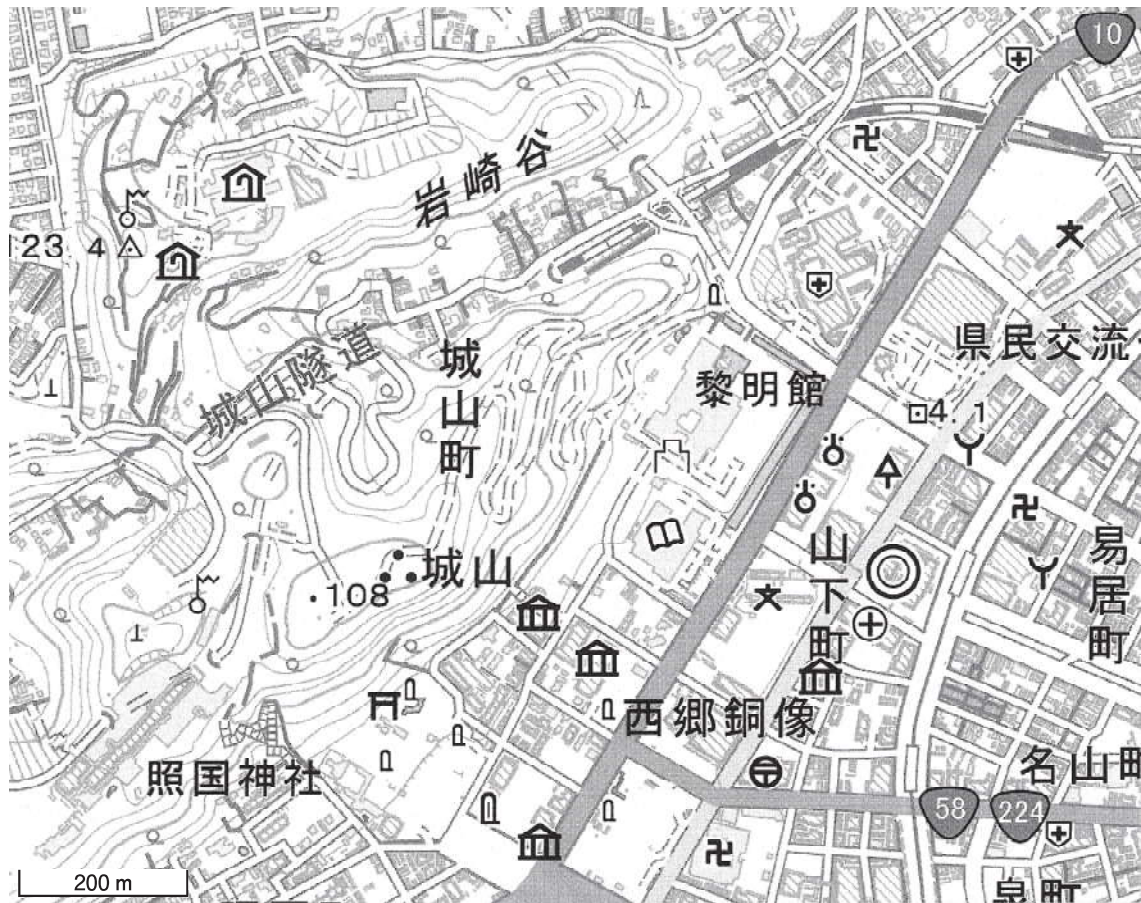 10
岩崎谷
123 4
城山隧道
城山町
県民交流
黎明館
4.1
城山
108
山下町
易居町
西郷銅像
照国神社
名山町
58
224
泉町
200 m